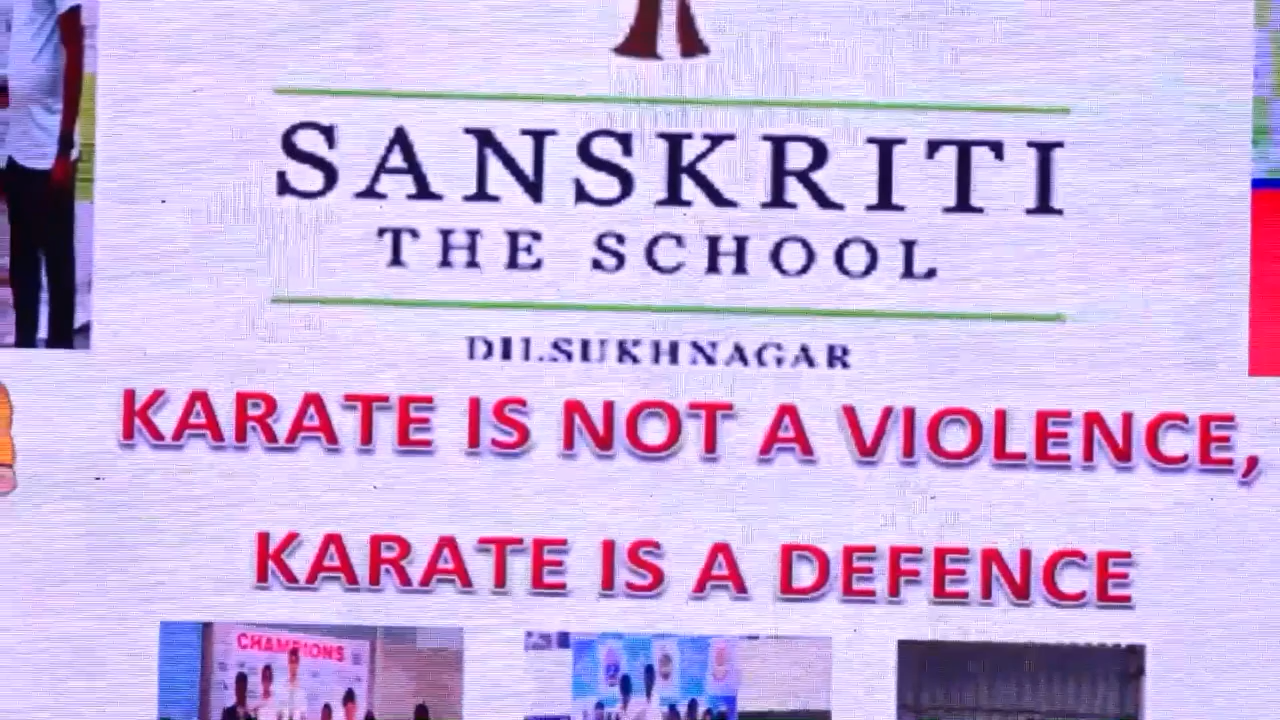 SANSKRITI
THE SCHOOL
DILSUKHNAGAR
KARATE IS NOT A VIOLENCE,
KARATE IS A DEFENCE
CHAMPIONS